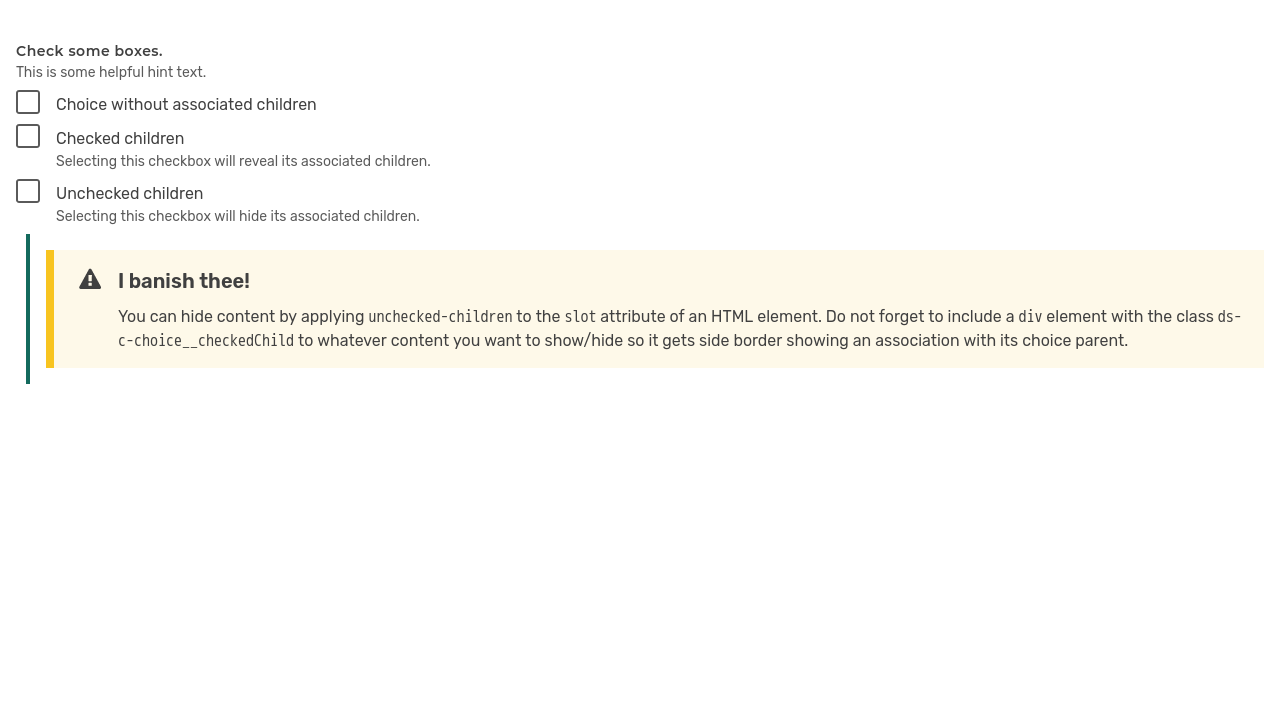 Check some boxes.
This is some helpful hint text.
Choice without associated children
Checked children
Selecting this checkbox will reveal its associated children.
Unchecked children
Selecting this checkbox will hide its associated children.
I banish thee!
You can hide content by applying unchecked-children to the slot attribute of an HTML element. Do not forget to include a div element with the class ds-
c-choice__checkedChild to whatever content you want to show/hide so it gets side border showing an association with its choice parent.